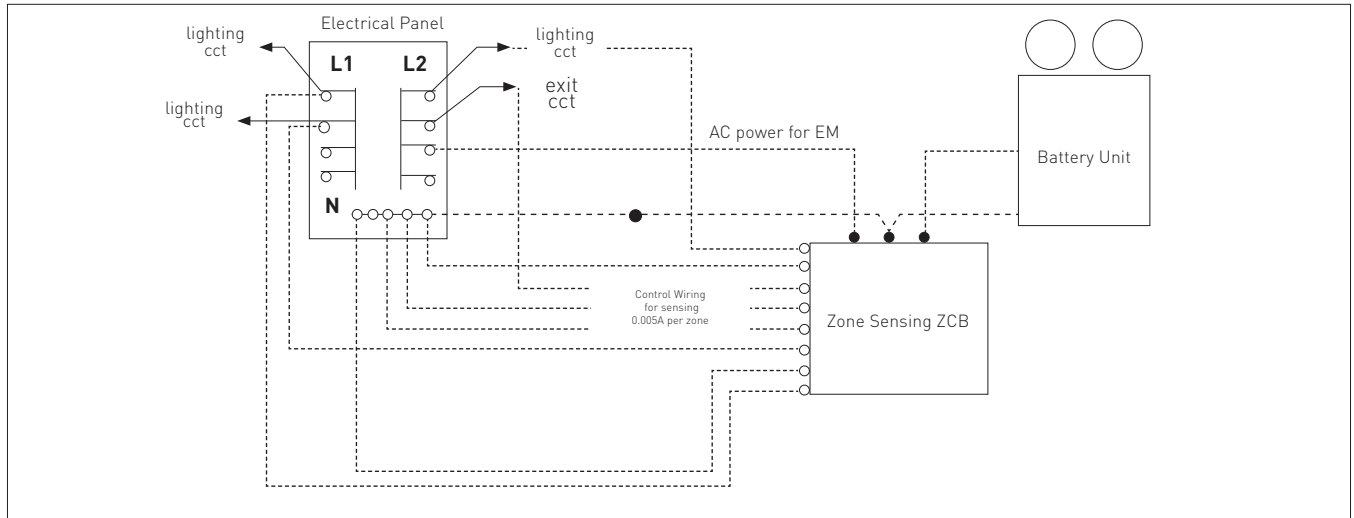 Electrical Panel
lighting
cct
L1
L2
lighting
cct
exit
cct
lighting
cct
AC power for EM
Battery Unit
N
Control Wiring
for sensing
0.005A per zone
Zone Sensing ZCB